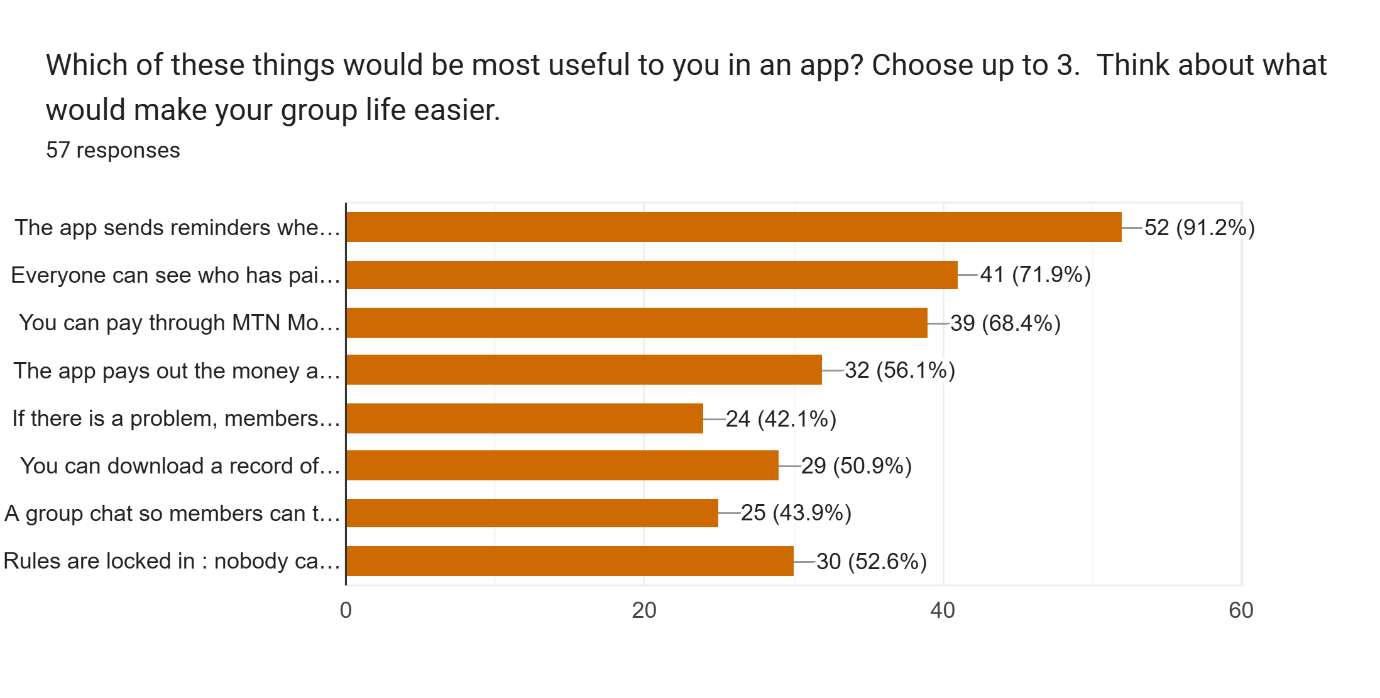 Which of these things would be most useful to you in an app? Choose up to 3.  Think about what
would make your group life easier.
57 responses
The app sends reminders whe…
52 (91.2%)
Everyone can see who has pai…
41 (71.9%)
You can pay through MTN Mo…
39 (68.4%)
The app pays out the money a…
32 (56.1%)
If there is a problem, members…
24 (42.1%)
You can download a record of…
29 (50.9%)
A group chat so members can t…
25 (43.9%)
Rules are locked in : nobody ca…
30 (52.6%)
0 20 40 60